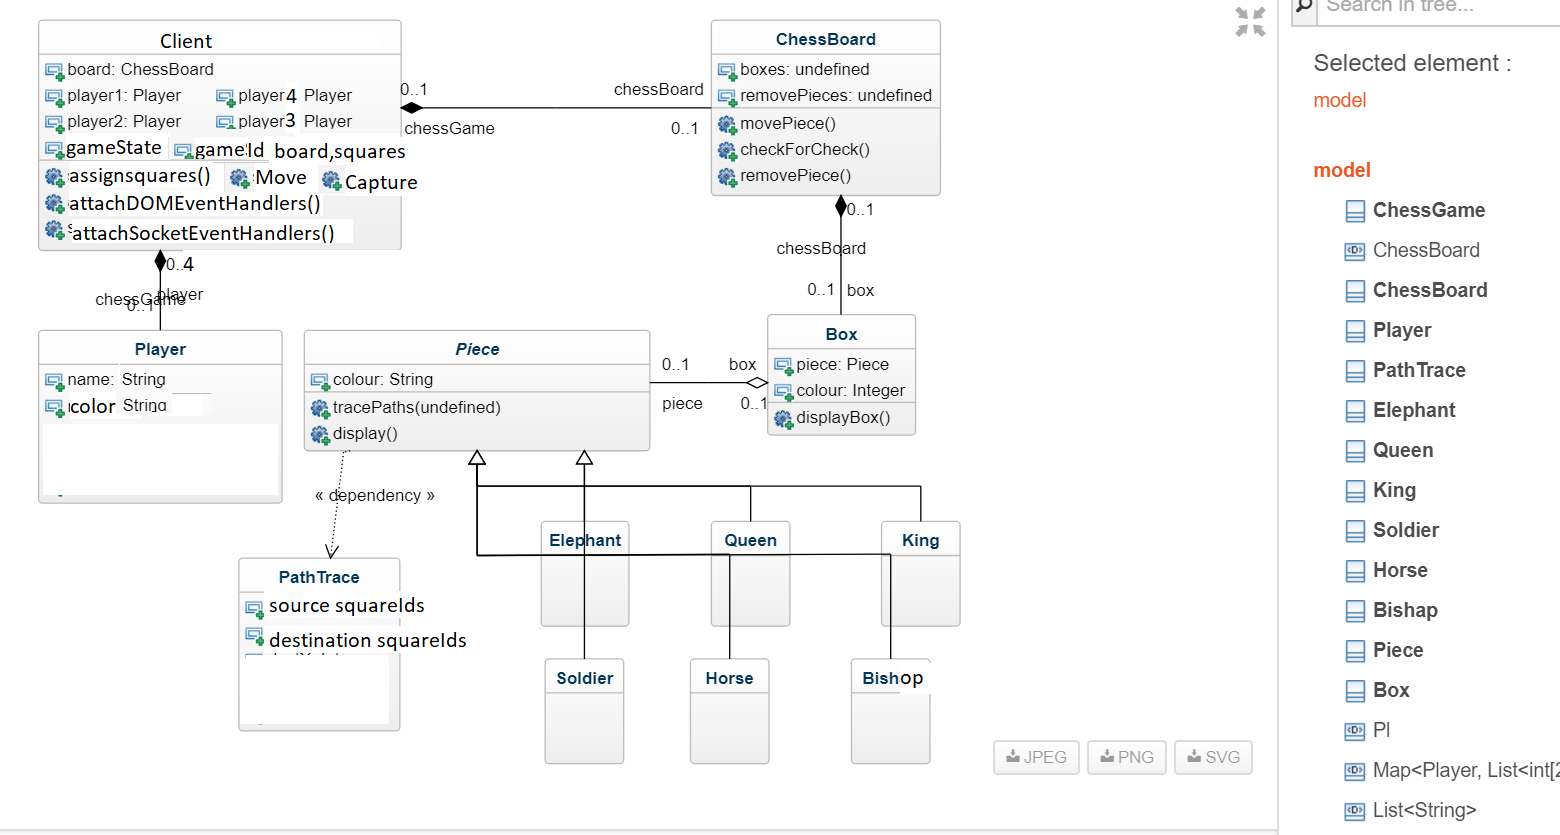 Client
board: ChessBoard
player1: Player player4 Player
player2: Player player3 Player
gameState gameId board,squares
assignsquares() Move Capture
attachDOMEventHandlers()
attachSocketEventHandlers()
0..1 chessBoard
chessGame 0..1
ChessBoard
boxes: undefined
removePieces: undefined
movePiece()
checkForCheck()
removePiece()
0..4
player
chessGame
0..1
0..1
chessBoard
0..1 box
Player
name: String
color String
Piece
colour: String
tracePaths(undefined)
display()
0..1 box
piece 0..1
Box
piece: Piece
colour: Integer
displayBox()
« dependency »
PathTrace
source squareIds
destination squareIds
Elephant Queen King
Soldier Horse Bishop
JPEG PNG SVG
Search in tree...
Selected element :
model
model
ChessGame
ChessBoard
ChessBoard
Player
PathTrace
Elephant
Queen
King
Soldier
Horse
Bishap
Piece
Box
Pl
Map<Player, List<int[2
List<String>